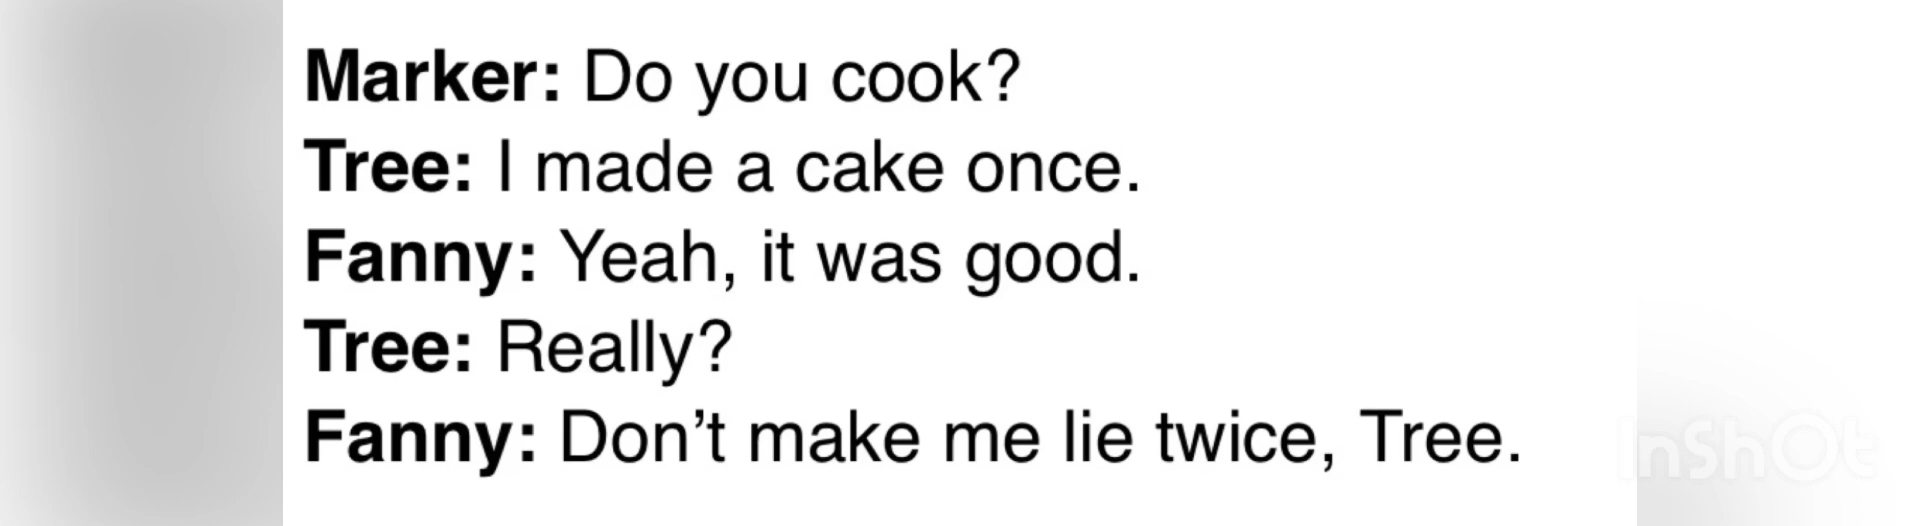 Marker: Do you cook?
Tree: I made a cake once.
Fanny: Yeah, it was good.
Tree: Really?
Fanny: Don’t make me lie twice, Tree.
InShOt